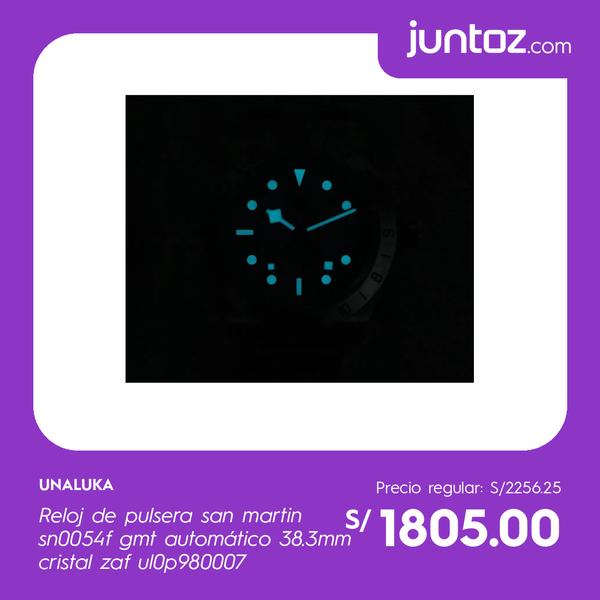 juntoz.com
UNALUKA
Precio regular: S/2256.25
Reloj de pulsera san martin
sn0054f gmt automático 38.3mm
cristal zaf ul0p980007
S/ 1805.00